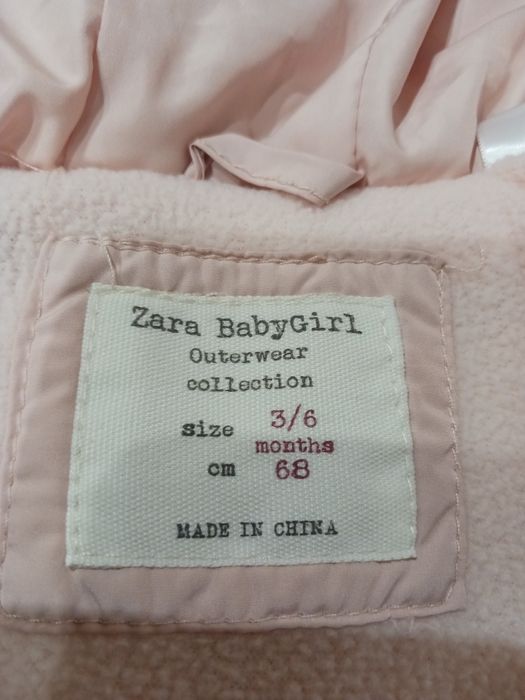 Zara BabyGirl
Outerwear
collection
size 3/6
months
cm 68
MADE IN CHINA